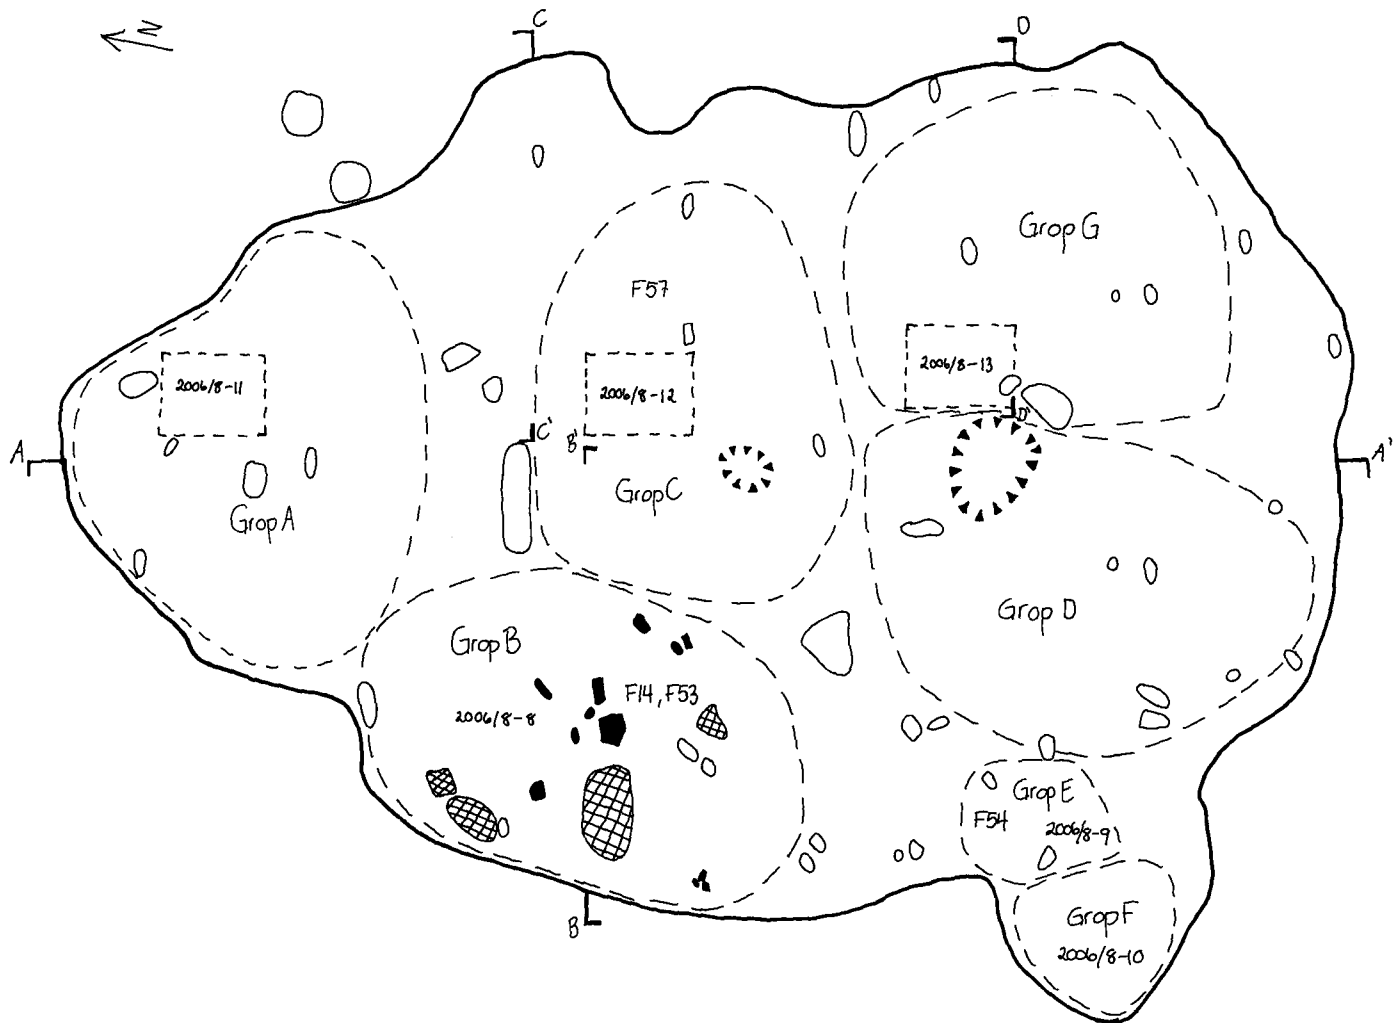 N
C
D
Grop G
F57
2006/8-11
2006/8-12
2006/8-13
D'
C'
B'
A
A'
Grop C
Grop A
Grop D
Grop B
F14, F53
2006/8-8
Grop E
F54
2006/8-9
B
Grop F
2006/8-10